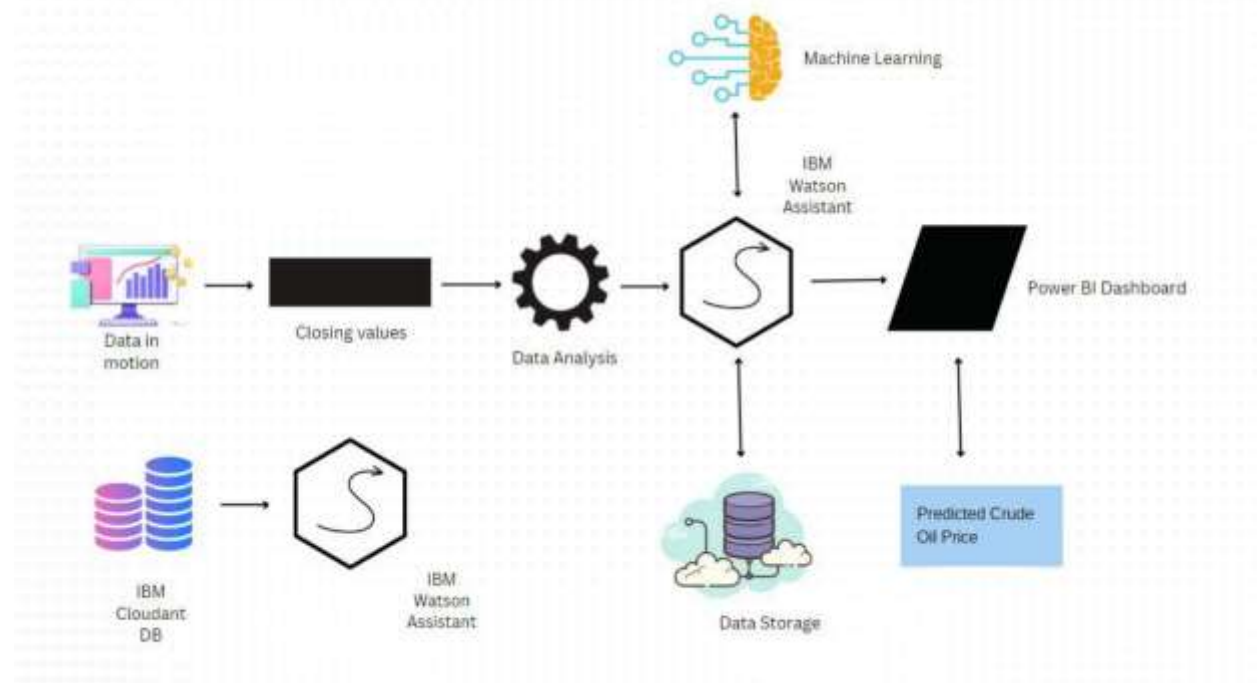 Machine Learning
IBM
Watson
Assistant
Data in
motion
Closing values
Data Analysis
Power BI Dashboard
IBM
Cloudant
DB
IBM
Watson
Assistant
Data Storage
Predicted Crude
Oil Price